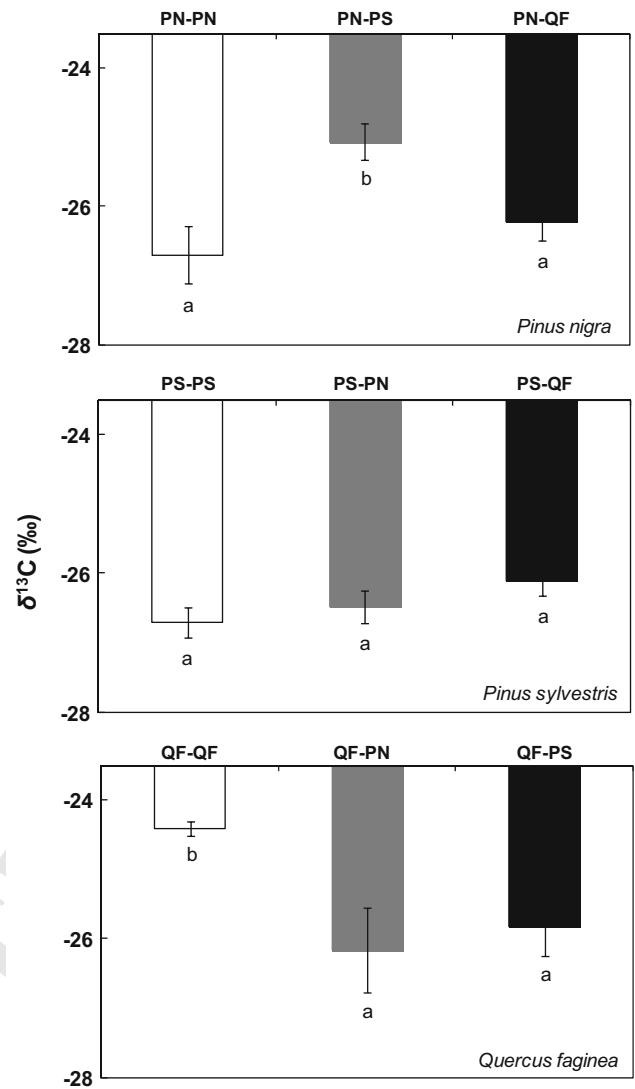 PN-PN PN-PS PN-QF
-24
-26
-28
a
b
a
Pinus nigra
PS-PS PS-PN PS-QF
-24
-26
-28
a
a
a
Pinus sylvestris
QF-QF QF-PN QF-PS
-24
-26
-28
b
a
a
Quercus faginea
δ¹³C (‰)